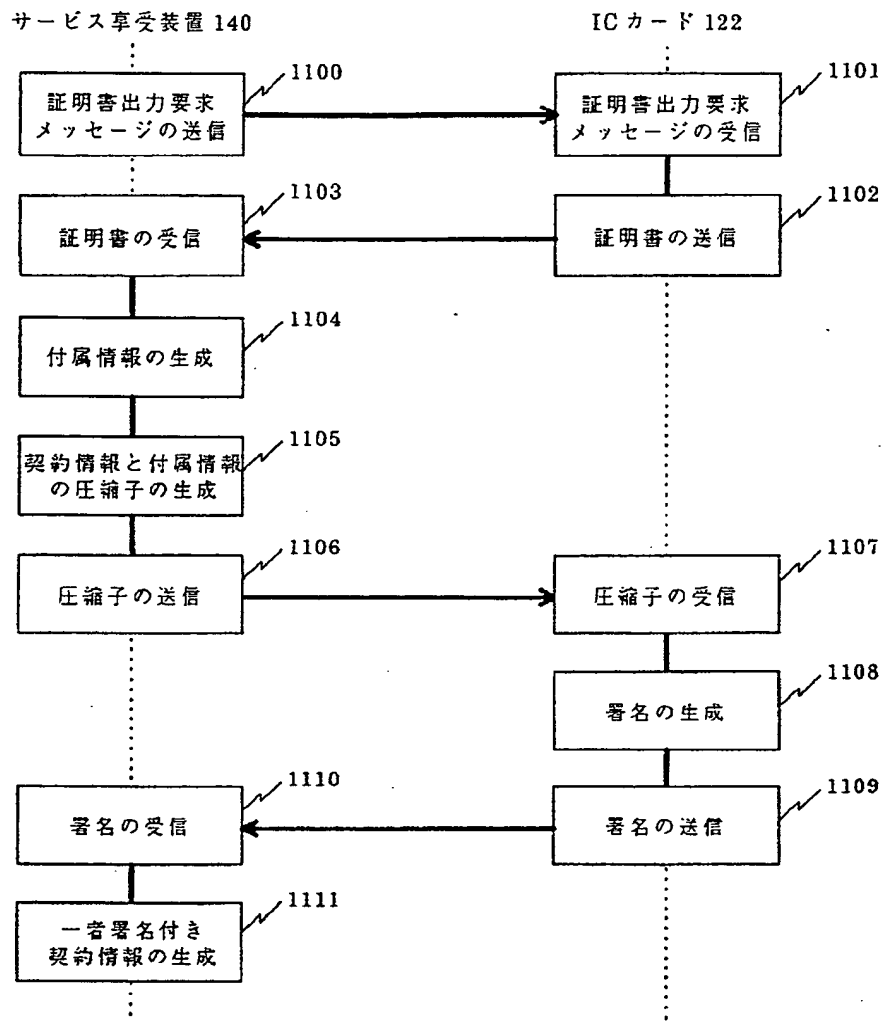 サービス享受装置 140
ICカード 122
1100
証明書出力要求
メッセージの送信
1101
証明書出力要求
メッセージの受信
1103
証明書の受信
1102
証明書の送信
1104
付属情報の生成
1105
契約情報と付属情報
の圧縮子の生成
1106
圧縮子の送信
1107
圧縮子の受信
1108
署名の生成
1110
署名の受信
1109
署名の送信
1111
一者署名付き
契約情報の生成